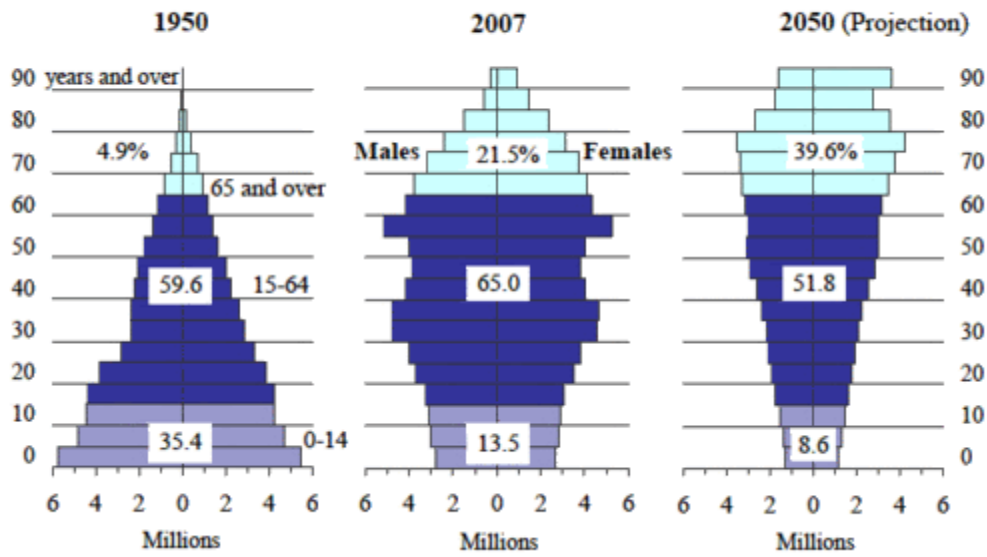 1950
2007
2050 (Projection)
90 years and over
80
70
60
50
40
30
20
10
0
4.9%
65 and over
59.6
15-64
35.4
0-14
6 4 2 0 2 4 6
Millions
Males
21.5%
Females
65.0
13.5
6 4 2 0 2 4 6
Millions
39.6%
51.8
8.6
90
80
70
60
50
40
30
20
10
0
6 4 2 0 2 4 6
Millions